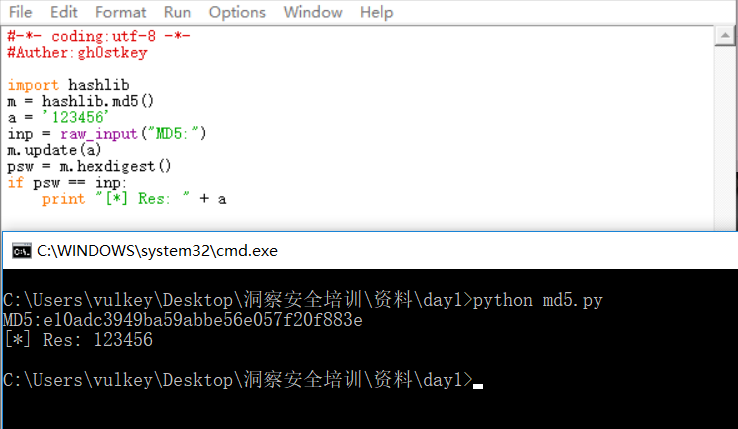 File Edit Format Run Options Window Help
#-*- coding:utf-8 -*-
#Auther:gh0stkey
import hashlib
m = hashlib.md5()
a = '123456'
inp = raw_input("MD5:")
m.update(a)
psw = m.hexdigest()
if psw == inp:
    print "[*] Res: " + a
C:\WINDOWS\system32\cmd.exe
C:\Users\vulkey\Desktop\洞察安全培训\资料\day1>python md5.py
MD5:e10adc3949ba59abbe56e057f20f883e
[*] Res: 123456
C:\Users\vulkey\Desktop\洞察安全培训\资料\day1>